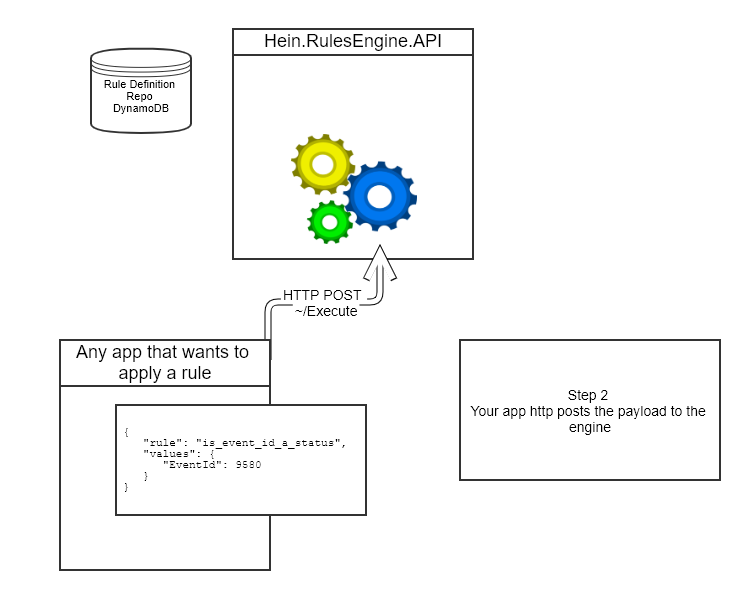 Hein.RulesEngine.API
Rule Definition
Repo
DynamoDB
HTTP POST
~/Execute
Any app that wants to
apply a rule
{
"rule": "is_event_id_a_status",
"values": {
"EventId": 9580
}
}
Step 2
Your app http posts the payload to the
engine